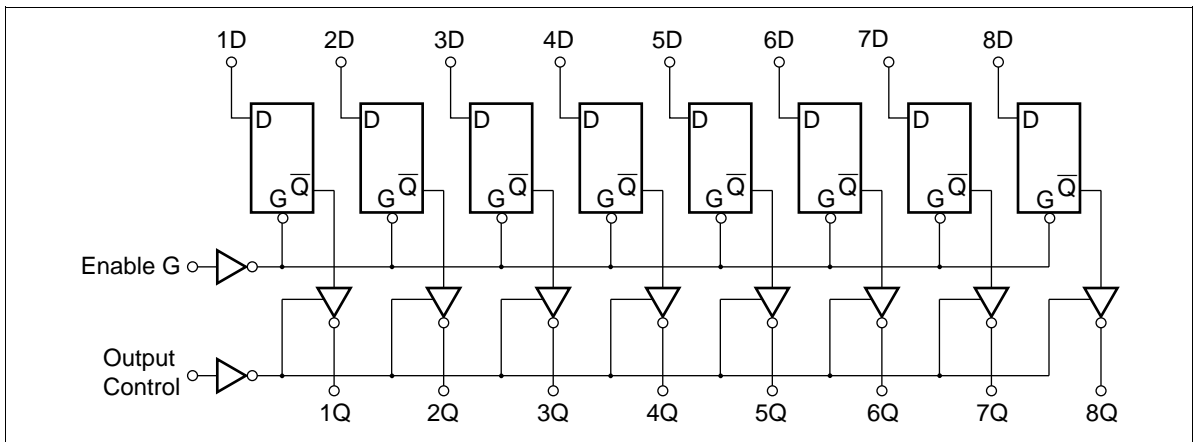 1D 2D 3D 4D 5D 6D 7D 8D
D D D D D D D D
Q̅ Q̅ Q̅ Q̅ Q̅ Q̅ Q̅ Q̅
G G G G G G G G
Enable G
Output
Control
1Q 2Q 3Q 4Q 5Q 6Q 7Q 8Q